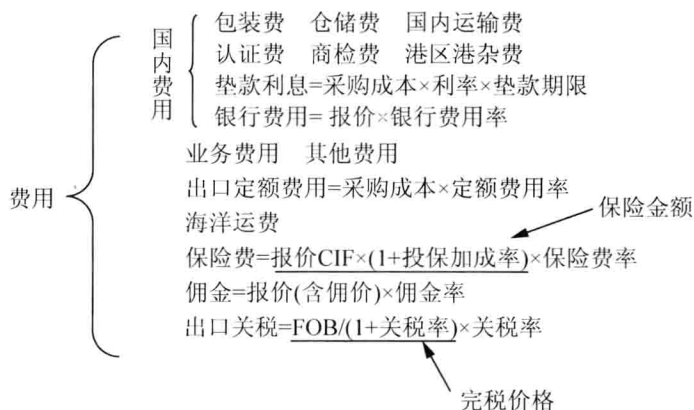 费用
国内费用
包装费 仓储费 国内运输费
认证费 商检费 港区港杂费
垫款利息=采购成本×利率×垫款期限
银行费用=报价×银行费用率
业务费用 其他费用
出口定额费用=采购成本×定额费用率
海洋运费
保险金额
保险费=报价CIF×(1+投保加成率)×保险费率
佣金=报价(含佣价)×佣金率
出口关税=FOB/(1+关税率)×关税率
完税价格